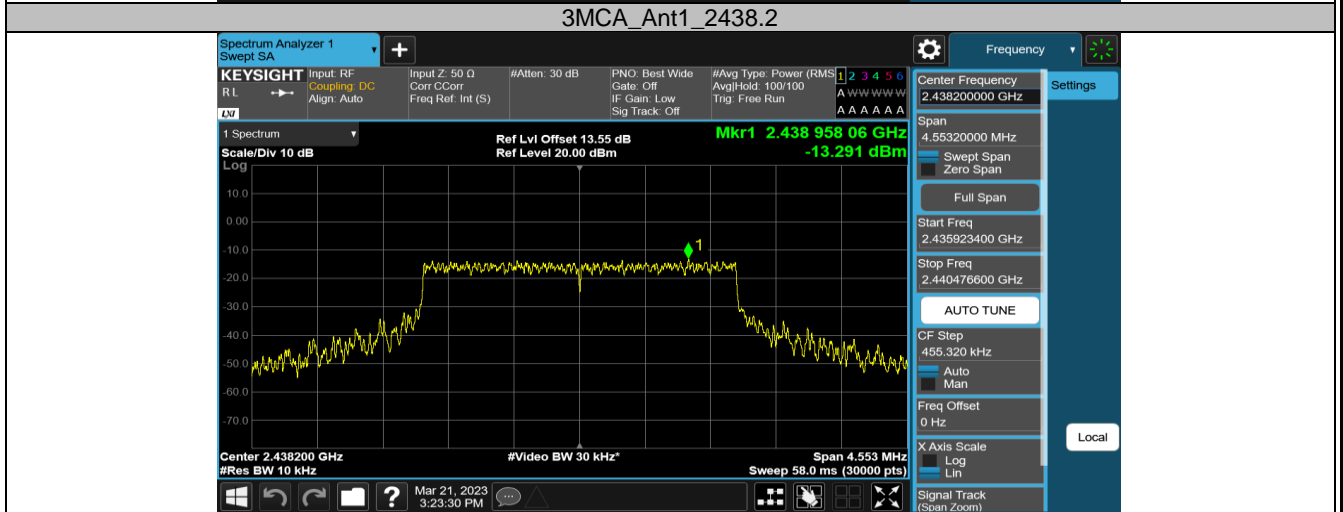 3MCA_Ant1_2438.2
Spectrum Analyzer 1
Swept SA
Frequency
KEYSIGHT
R L
LXI
Input: RF
Coupling: DC
Align: Auto
Input Z: 50 Ω
Corr CCorr
Freq Ref: Int (S)
#Atten: 30 dB
PNO: Best Wide
Gate: Off
IF Gain: Low
Sig Track: Off
#Avg Type: Power (RMS
Avg|Hold: 100/100
Trig: Free Run
1 2 3 4 5 6
A W W W W W
A A A A A A
1 Spectrum
Scale/Div 10 dB
Log
Ref Lvl Offset 13.55 dB
Ref Level 20.00 dBm
Mkr1 2.438 958 06 GHz
-13.291 dBm
10.0
0.00
-10.0
-20.0
-30.0
-40.0
-50.0
-60.0
-70.0
1
Center 2.438200 GHz
#Res BW 10 kHz
#Video BW 30 kHz*
Span 4.553 MHz
Sweep 58.0 ms (30000 pts)
Center Frequency
2.438200000 GHz
Settings
Span
4.55320000 MHz
Swept Span
Zero Span
Full Span
Start Freq
2.435923400 GHz
Stop Freq
2.440476600 GHz
AUTO TUNE
CF Step
455.320 kHz
Auto
Man
Freq Offset
0 Hz
X Axis Scale
Log
Lin
Local
Signal Track
(Span Zoom)
?
Mar 21, 2023
3:23:30 PM